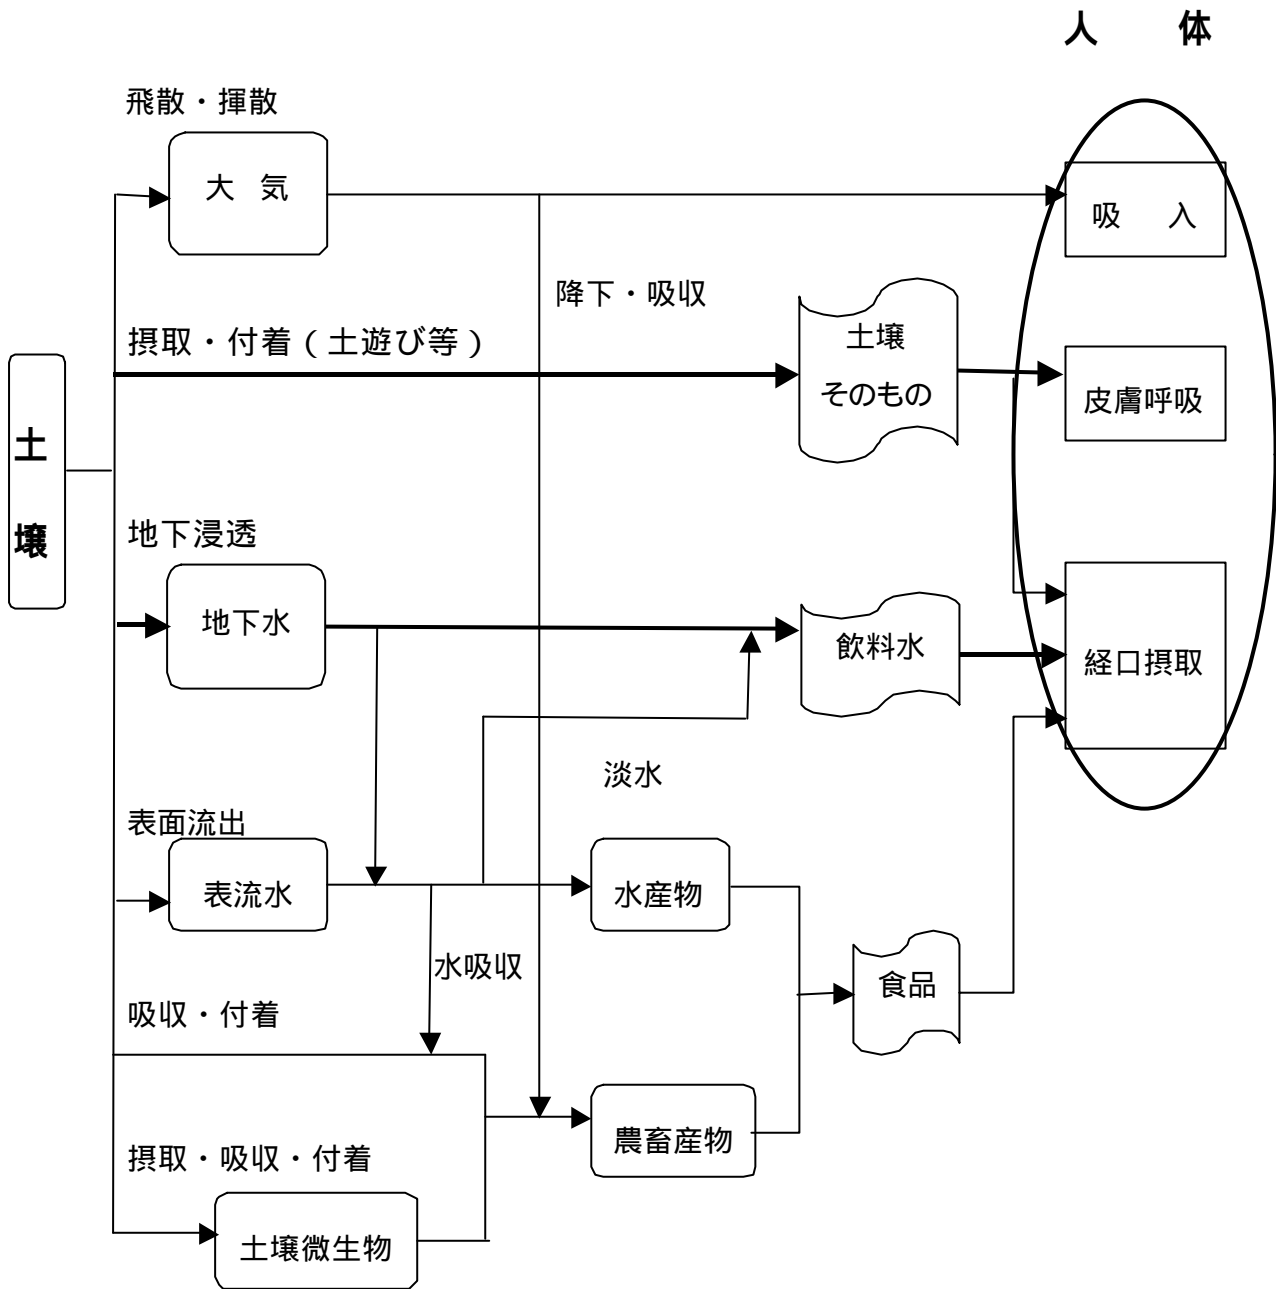 人 体
飛散・揮散
大 気
吸 入
降下・吸収
摂取・付着（土遊び等）
土壌
そのもの
皮膚呼吸
土
壌
地下浸透
地下水
飲料水
経口摂取
淡水
表面流出
表流水
水産物
水吸収
食品
吸収・付着
農畜産物
摂取・吸収・付着
土壌微生物